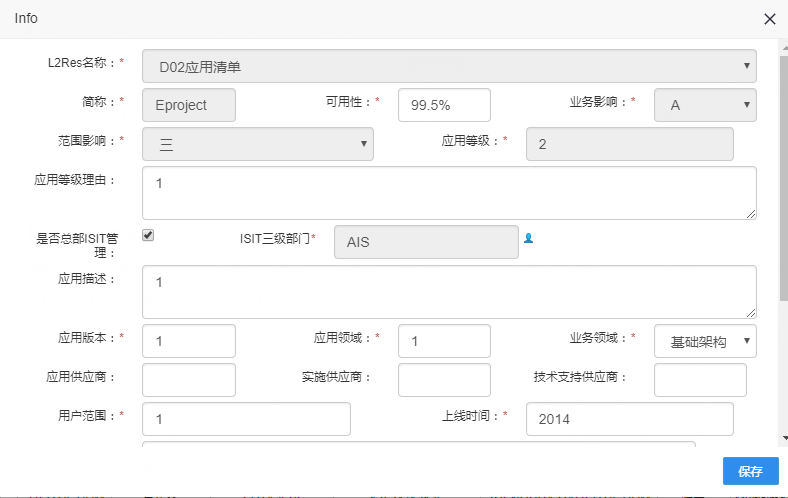 Info
L2Res名称：* D02应用清单
简称：* Eproject 可用性：* 99.5% 业务影响：* A
范围影响：* 三 应用等级：* 2
应用等级理由： 1
是否总部ISIT管理： ISIT三级部门* AIS
应用描述： 1
应用版本：* 1 应用领域：* 1 业务领域：* 基础架构
应用供应商： 实施供应商： 技术支持供应商：
用户范围：* 1 上线时间：* 2014
保存